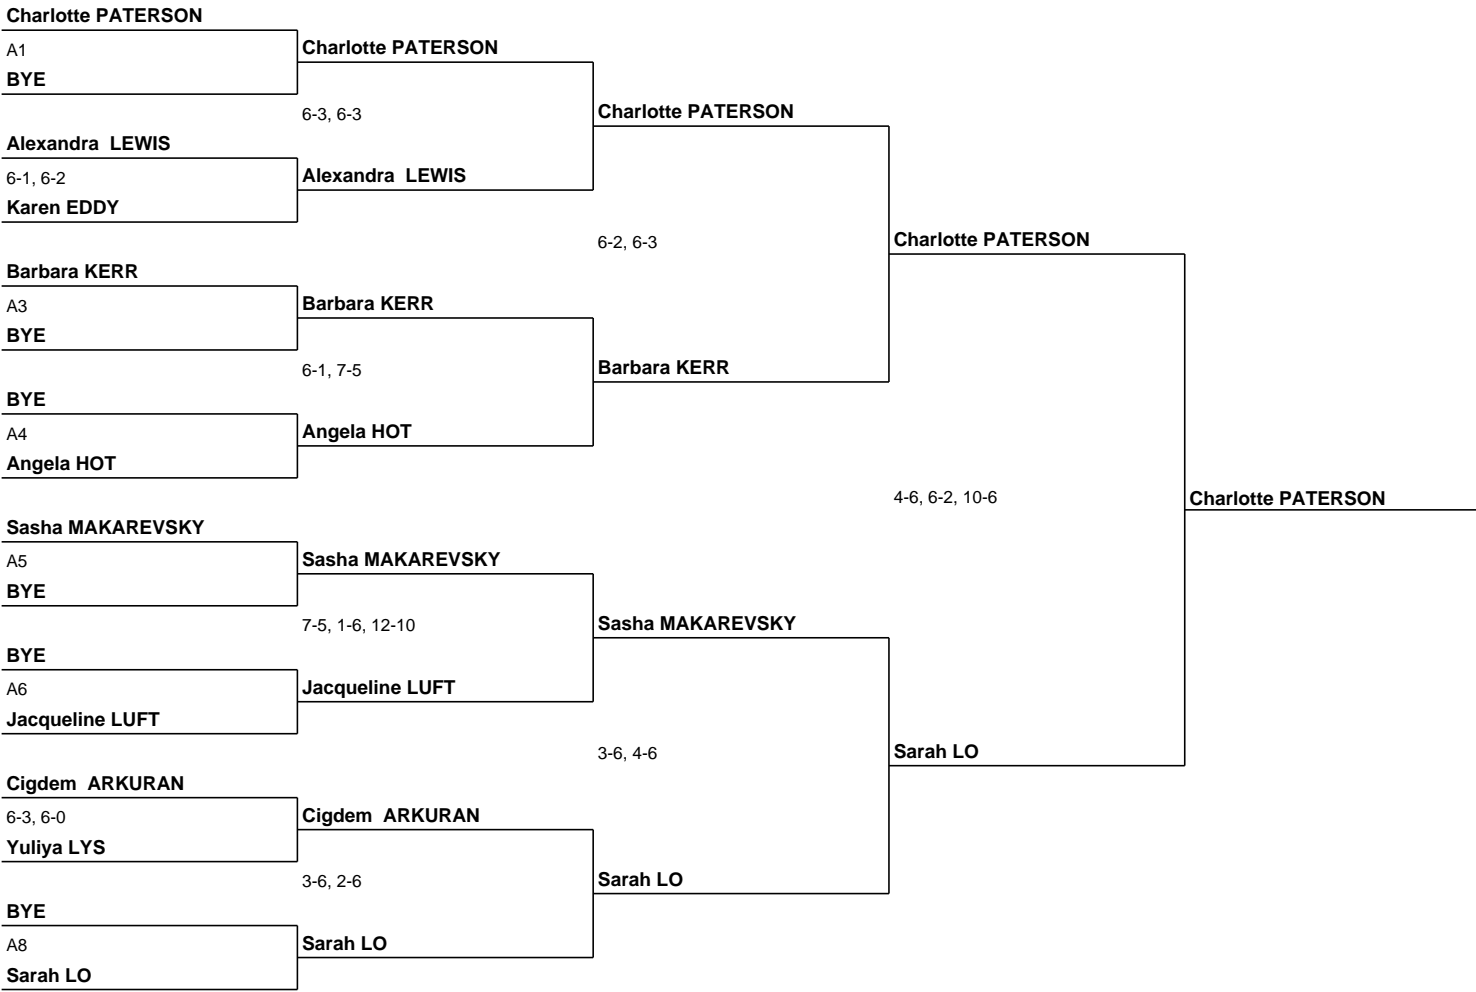 Charlotte PATERSON
A1
BYE
Alexandra  LEWIS
6-1, 6-2
Karen EDDY
Barbara KERR
A3
BYE
BYE
A4
Angela HOT
Sasha MAKAREVSKY
A5
BYE
BYE
A6
Jacqueline LUFT
Cigdem  ARKURAN
6-3, 6-0
Yuliya LYS
BYE
A8
Sarah LO
Charlotte PATERSON
6-3, 6-3
Alexandra  LEWIS
Barbara KERR
6-1, 7-5
Angela HOT
Sasha MAKAREVSKY
7-5, 1-6, 12-10
Jacqueline LUFT
Cigdem  ARKURAN
3-6, 2-6
Sarah LO
Charlotte PATERSON
6-2, 6-3
Barbara KERR
Sasha MAKAREVSKY
3-6, 4-6
Sarah LO
Charlotte PATERSON
4-6, 6-2, 10-6
Sarah LO
Charlotte PATERSON